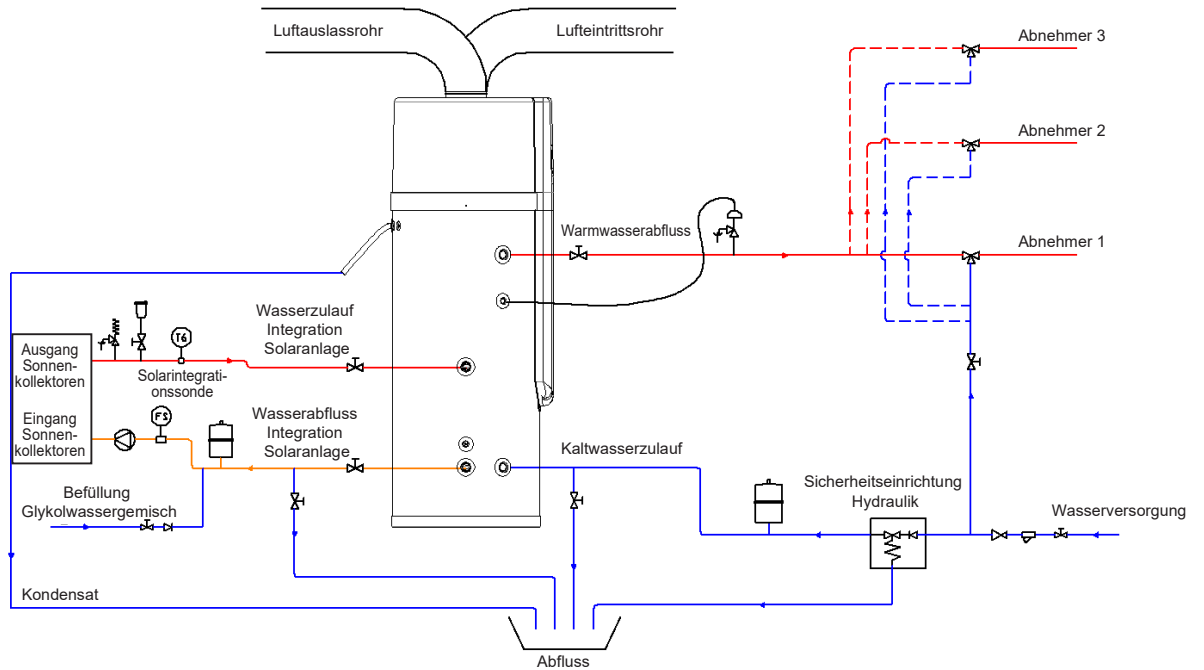 Luftauslassrohr
Lufteintrittsrohr
Abnehmer 3
Abnehmer 2
Abnehmer 1
Warmwasserabfluss
Wasserzulauf
Integration
Solaranlage
T6
Ausgang
Sonnen-
kollektoren
Solarintegrati-
onssonde
Eingang
Sonnen-
kollektoren
FS
Wasserabfluss
Integration
Solaranlage
Kaltwasserzulauf
Befüllung
Glykolwassergemisch
Sicherheitseinrichtung
Hydraulik
Wasserversorgung
Kondensat
Abfluss